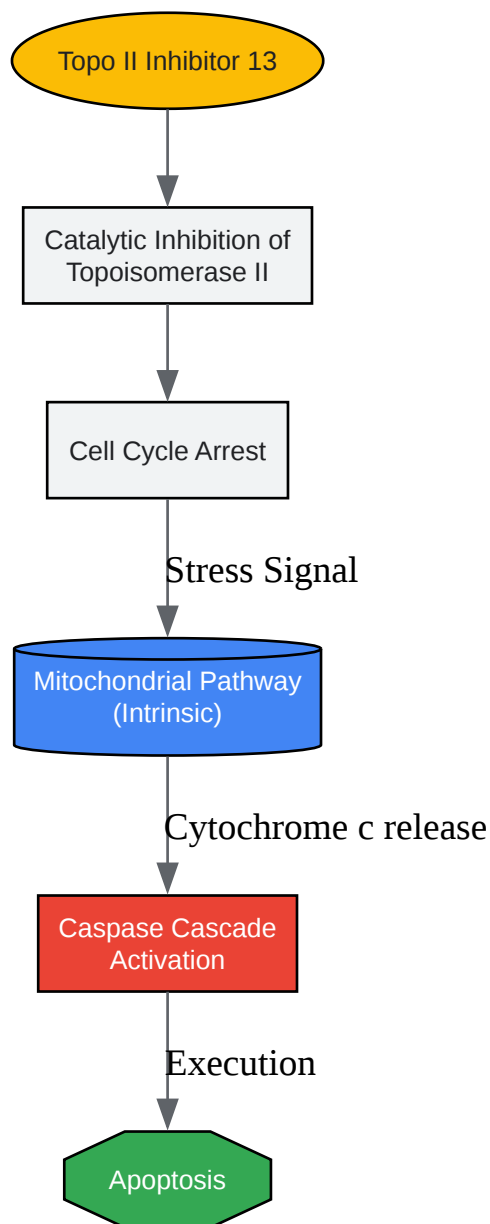 Topo II Inhibitor 13
Catalytic Inhibition of
Topoisomerase II
Cell Cycle Arrest
Stress Signal
Mitochondrial Pathway
(Intrinsic)
Cytochrome c release
Caspase Cascade
Activation
Execution
Apoptosis